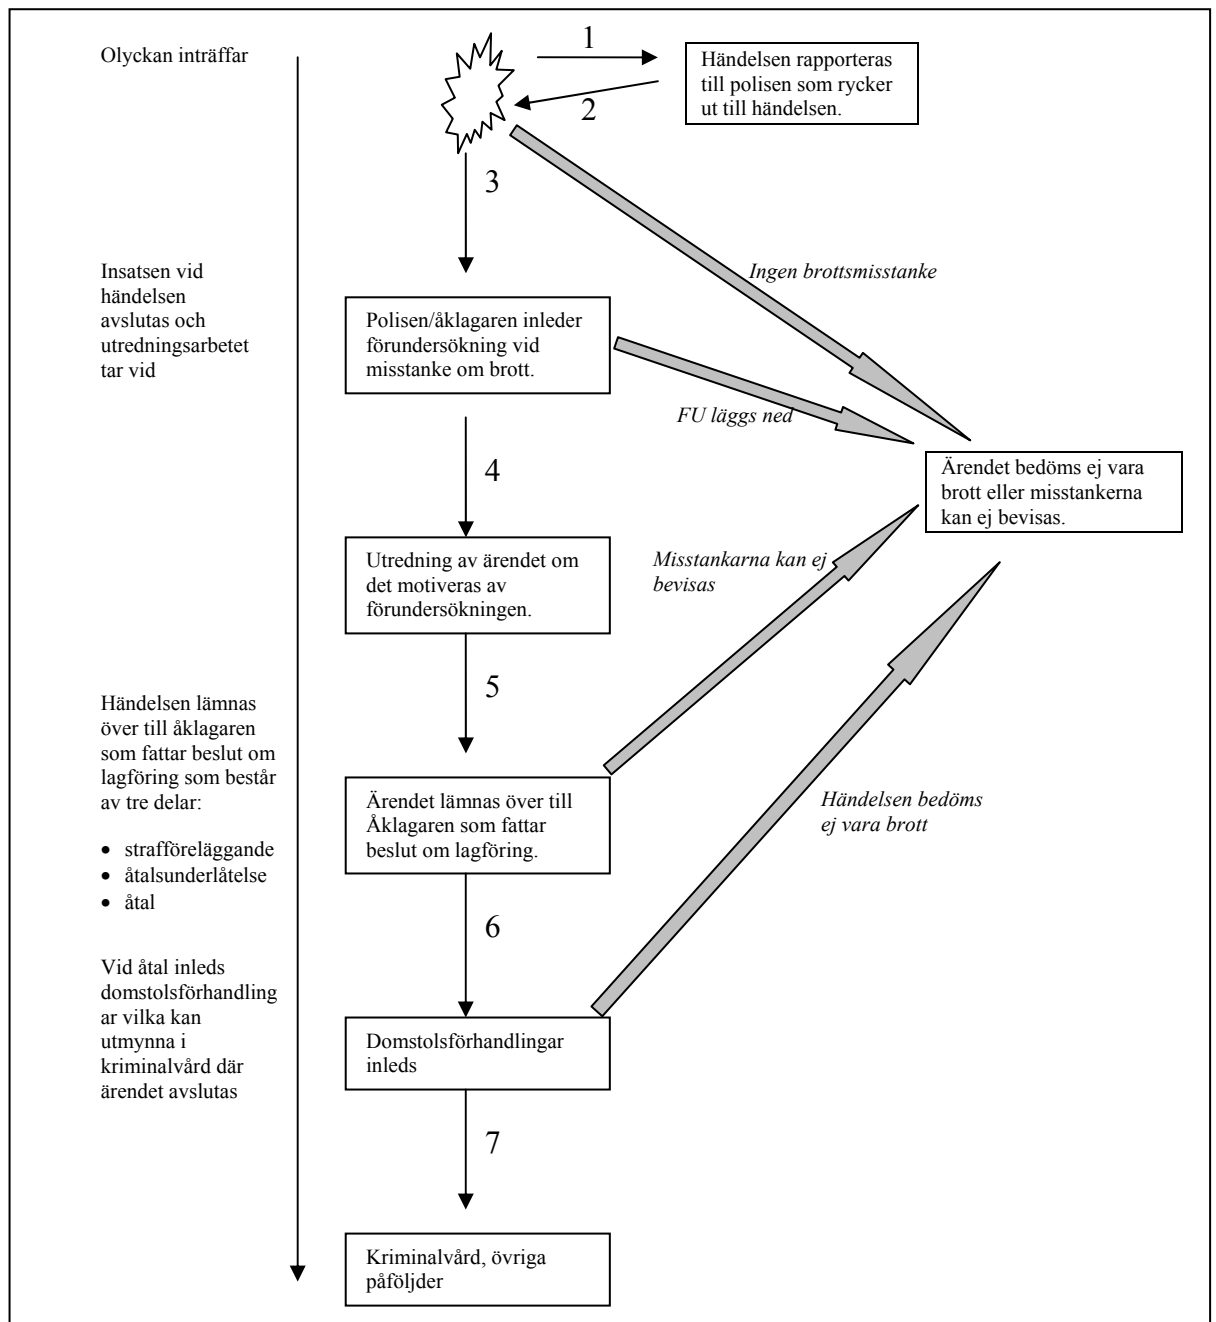 Olyckan inträffar
1
Händelsen rapporteras
till polisen som rycker
ut till händelsen.
2
3
Ingen brottsmisstanke
Insatsen vid
händelsen
avslutas och
utredningsarbetet
tar vid
Polisen/åklagaren inleder
förundersökning vid
misstanke om brott.
FU läggs ned
4
Ärendet bedöms ej vara
brott eller misstankerna
kan ej bevisas.
Utredning av ärendet om
det motiveras av
förundersökningen.
Misstankarna kan ej
bevisas
5
Händelsen lämnas
över till åklagaren
som fattar beslut om
lagföring som består
av tre delar:
• strafföreläggande
• åtalsunderlåtelse
• åtal
Ärendet lämnas över till
Åklagaren som fattar
beslut om lagföring.
Händelsen bedöms
ej vara brott
6
Vid åtal inleds
domstolsförhandling
ar vilka kan
utmynna i
kriminalvård där
ärendet avslutas
Domstolsförhandlingar
inleds
7
Kriminalvård, övriga
påföljder